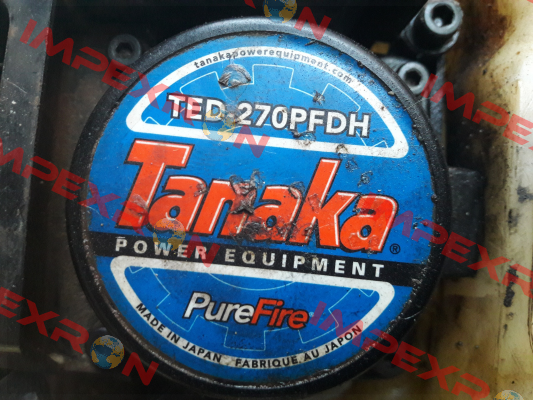 tanakapowerequipment.com
TED-270PFDH
Tanaka®
POWER EQUIPMENT
PureFire
MADE IN JAPAN FABRIQUE AU JAPON
IMPEXRON